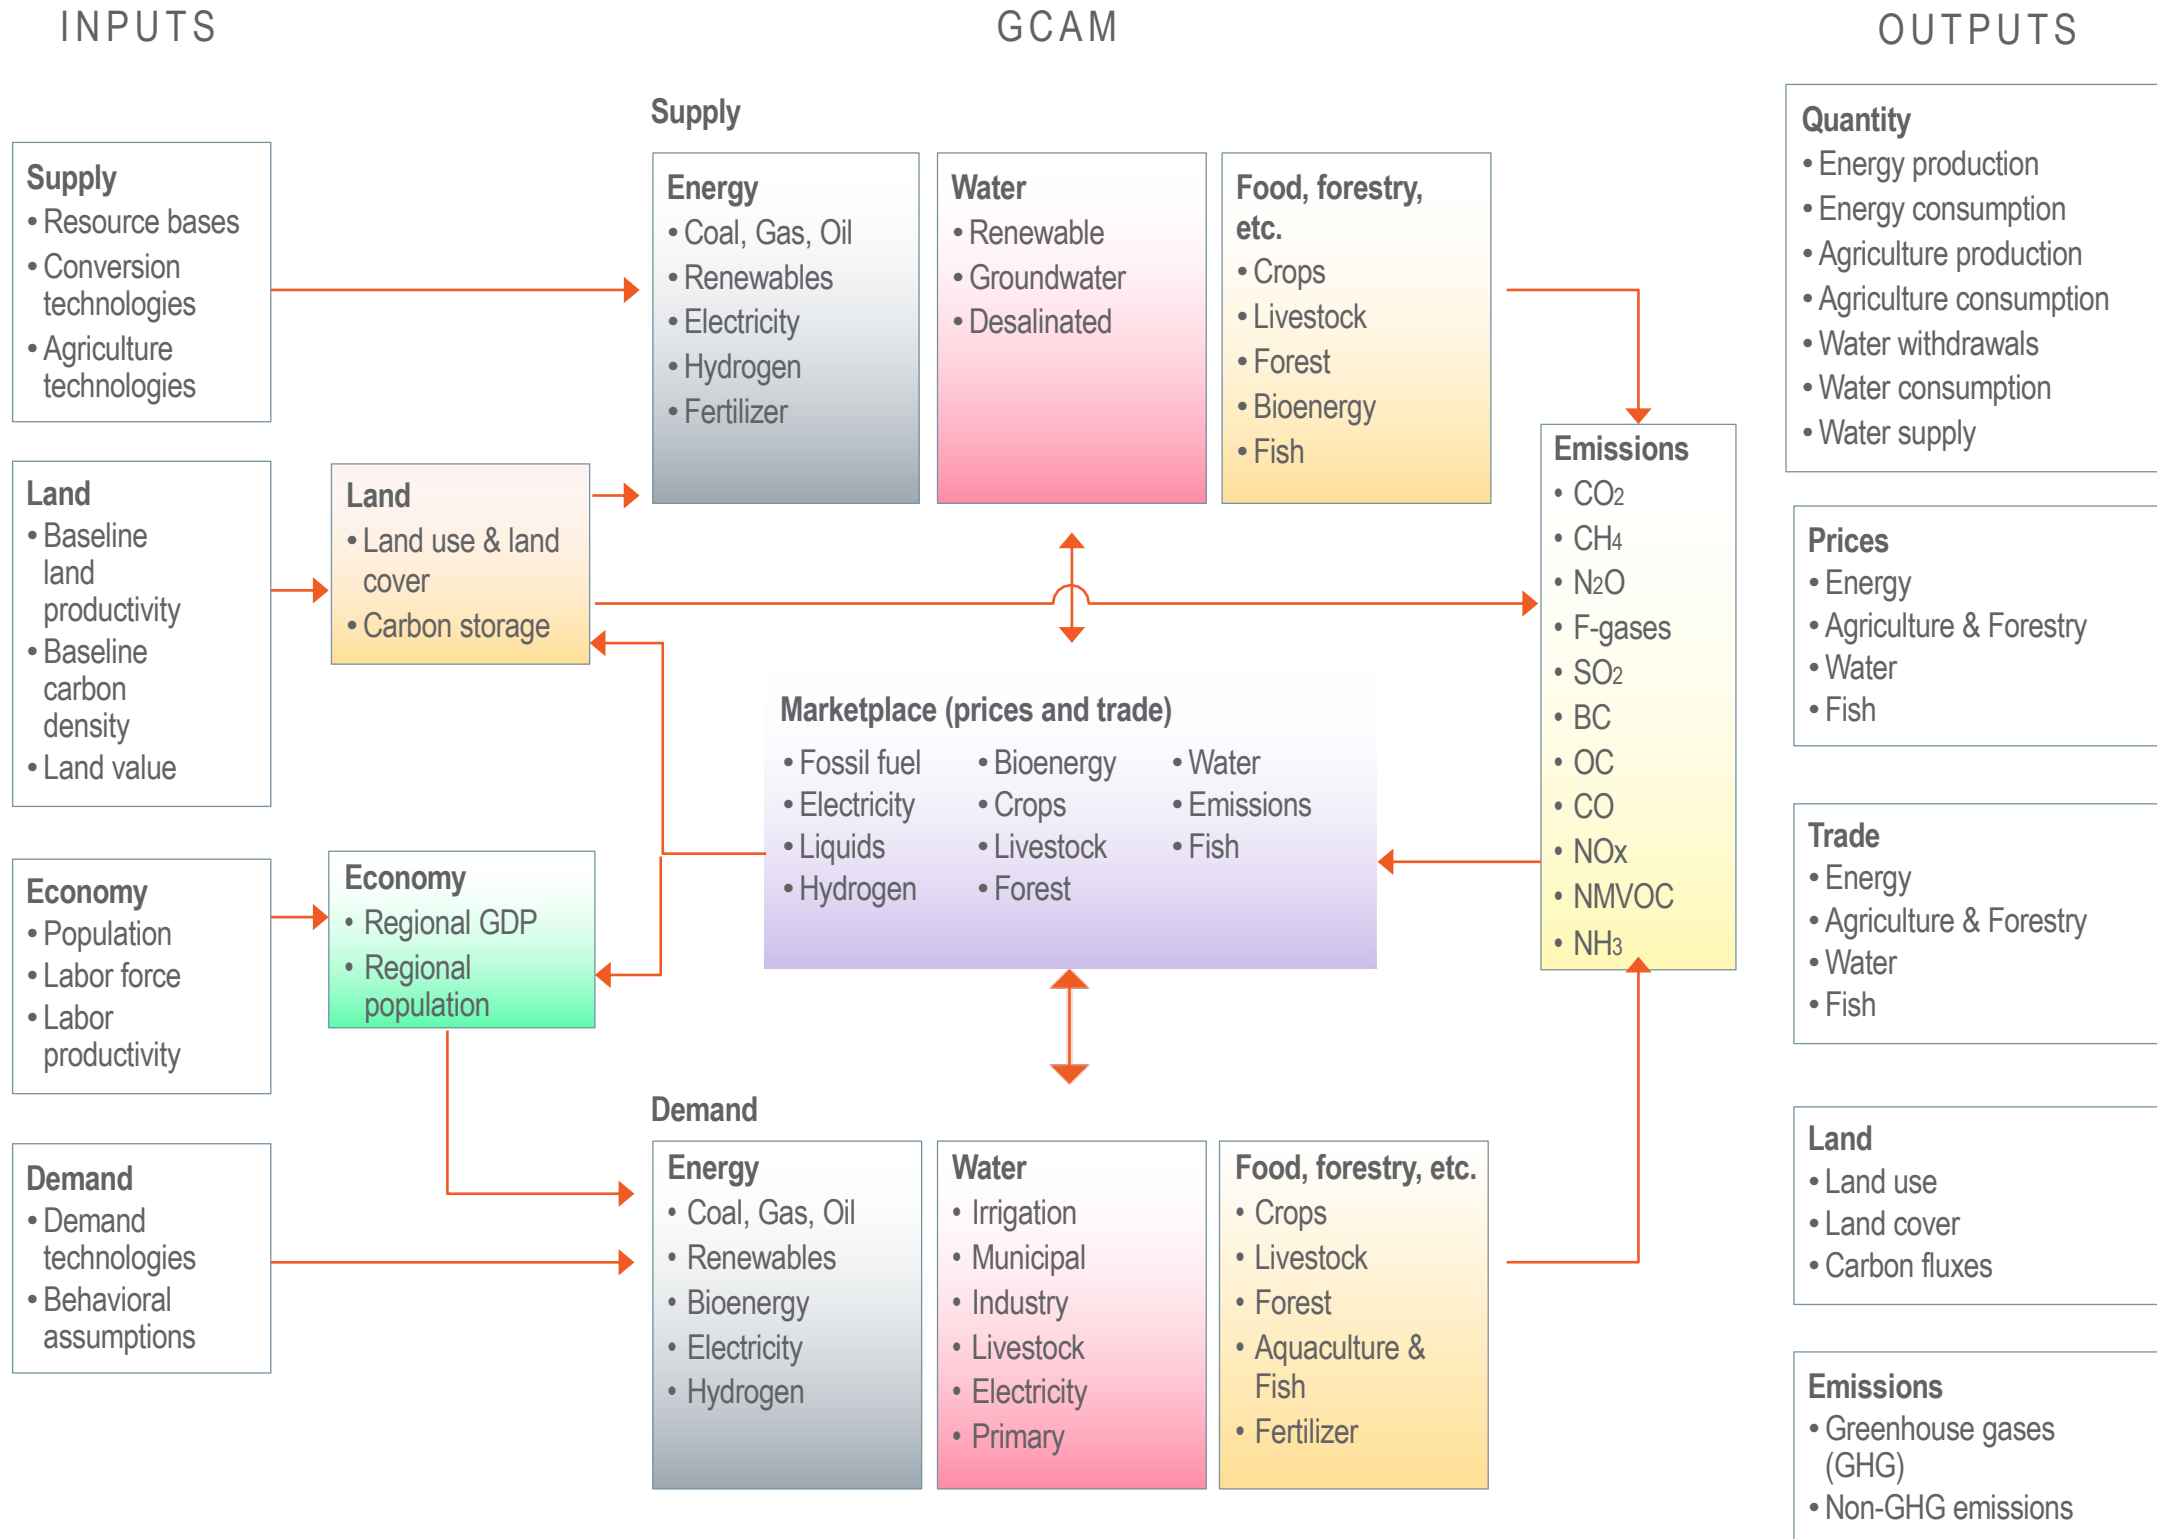 INPUTS
GCAM
OUTPUTS
Supply
• Resource bases
• Conversion
technologies
• Agriculture
technologies
Land
• Baseline
land
productivity
• Baseline
carbon
density
• Land value
Economy
• Population
• Labor force
• Labor
productivity
Demand
• Demand
technologies
• Behavioral
assumptions
Land
• Land use & land
cover
• Carbon storage
Economy
• Regional GDP
• Regional
population
Supply
Energy
• Coal, Gas, Oil
• Renewables
• Electricity
• Hydrogen
• Fertilizer
Water
• Renewable
• Groundwater
• Desalinated
Food, forestry,
etc.
• Crops
• Livestock
• Forest
• Bioenergy
• Fish
Marketplace (prices and trade)
• Fossil fuel
• Electricity
• Liquids
• Hydrogen
• Bioenergy
• Crops
• Livestock
• Forest
• Water
• Emissions
• Fish
Demand
Energy
• Coal, Gas, Oil
• Renewables
• Bioenergy
• Electricity
• Hydrogen
Water
• Irrigation
• Municipal
• Industry
• Livestock
• Electricity
• Primary
Food, forestry, etc.
• Crops
• Livestock
• Forest
• Aquaculture &
Fish
• Fertilizer
Emissions
• CO2
• CH4
• N2O
• F-gases
• SO2
• BC
• OC
• CO
• NOx
• NMVOC
• NH3
Quantity
• Energy production
• Energy consumption
• Agriculture production
• Agriculture consumption
• Water withdrawals
• Water consumption
• Water supply
Prices
• Energy
• Agriculture & Forestry
• Water
• Fish
Trade
• Energy
• Agriculture & Forestry
• Water
• Fish
Land
• Land use
• Land cover
• Carbon fluxes
Emissions
• Greenhouse gases
(GHG)
• Non-GHG emissions